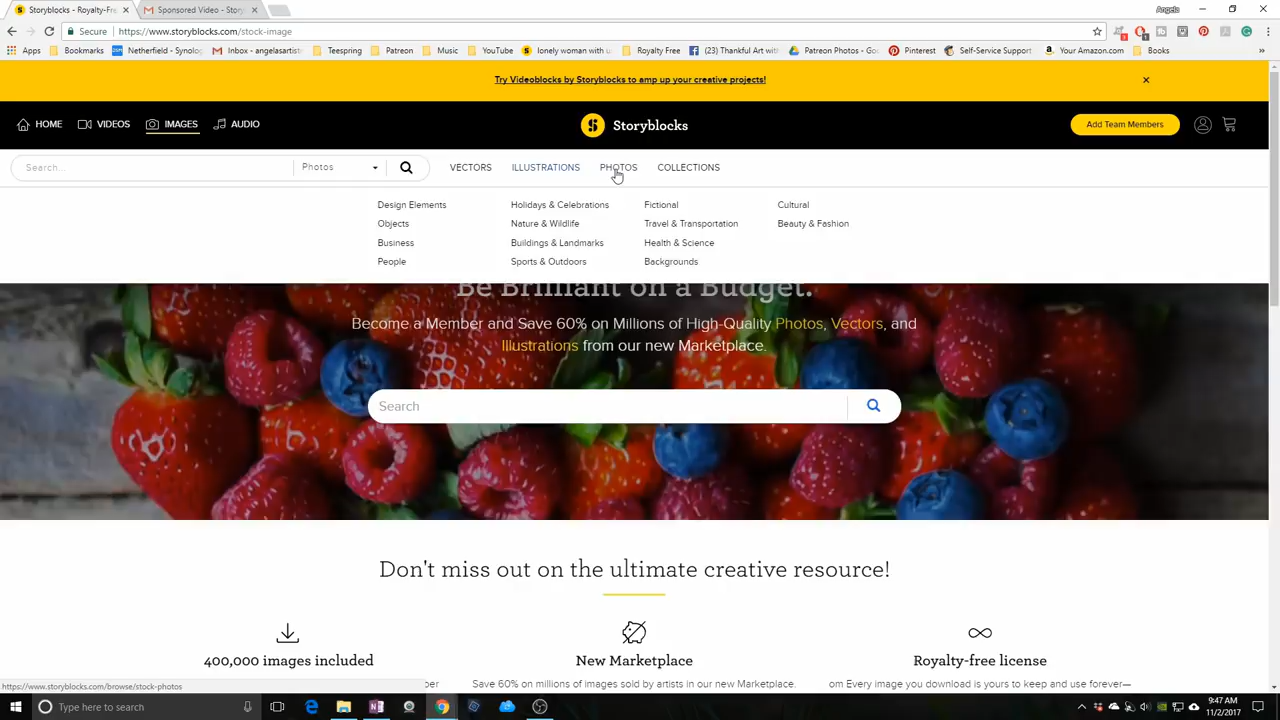 Storyblocks - Royalty-Fre
Sponsored Video - Story
Angela
Secure
https://www.storyblocks.com/stock-image
Apps
Bookmarks
Netherfield - Synolo
Inbox - angelasartis
Teespring
Patreon
Music
YouTube
lonely woman with u
Royalty Free
(23) Thankful Art with
Patreon Photos - Go
Pinterest
Self-Service Support
Your Amazon.com
Books
Try Videoblocks by Storyblocks to amp up your creative projects!
HOME
VIDEOS
IMAGES
AUDIO
Storyblocks
Add Team Members
Search...
Photos
VECTORS
ILLUSTRATIONS
PHOTOS
COLLECTIONS
Design Elements
Holidays & Celebrations
Fictional
Cultural
Objects
Nature & Wildlife
Travel & Transportation
Beauty & Fashion
Business
Buildings & Landmarks
Health & Science
People
Sports & Outdoors
Backgrounds
Be Brilliant on a Budget.
Become a Member and Save 60% on Millions of High-Quality Photos, Vectors, and
Illustrations from our new Marketplace.
Search
Don't miss out on the ultimate creative resource!
400,000 images included
New Marketplace
Royalty-free license
ber
Save 60% on millions of images sold by artists in our new Marketplace.
om Every image you download is yours to keep and use forever—
https://www.storyblocks.com/browse/stock-photos
Type here to search
9:47 AM
11/2/2017